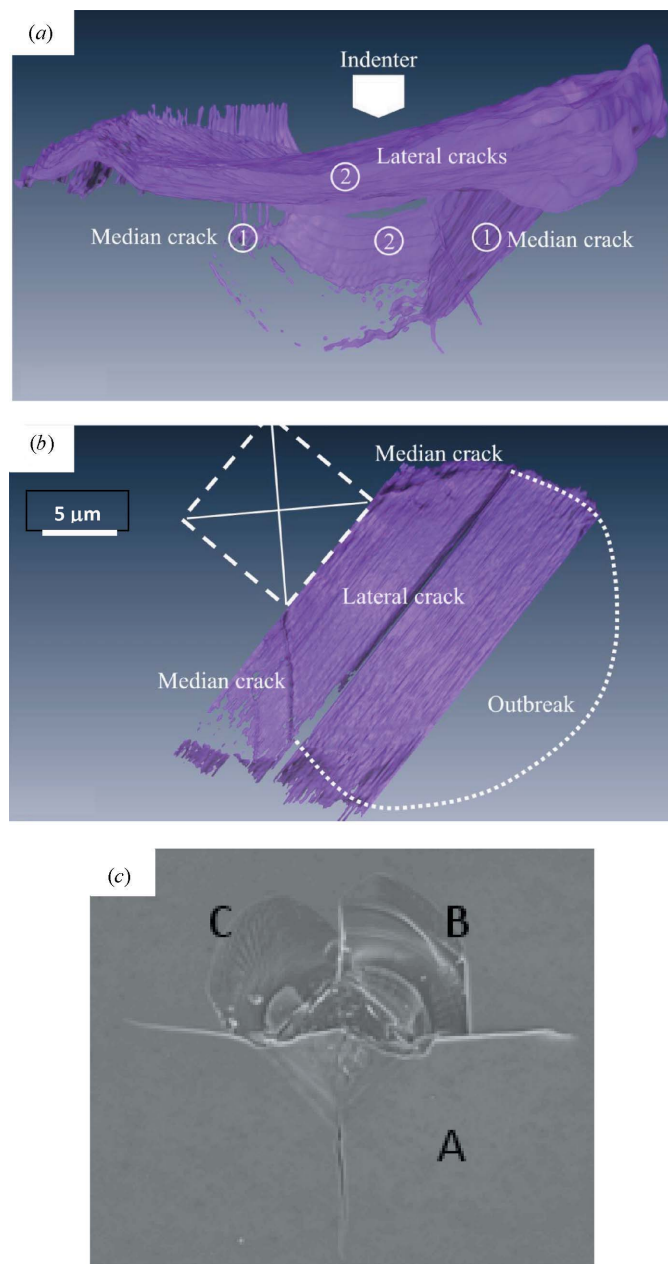 (a)
Indenter
Lateral cracks
2
Median crack 1 2 1 Median crack
(b)
Median crack
5 μm
Lateral crack
Median crack
Outbreak
(c)
C B
A